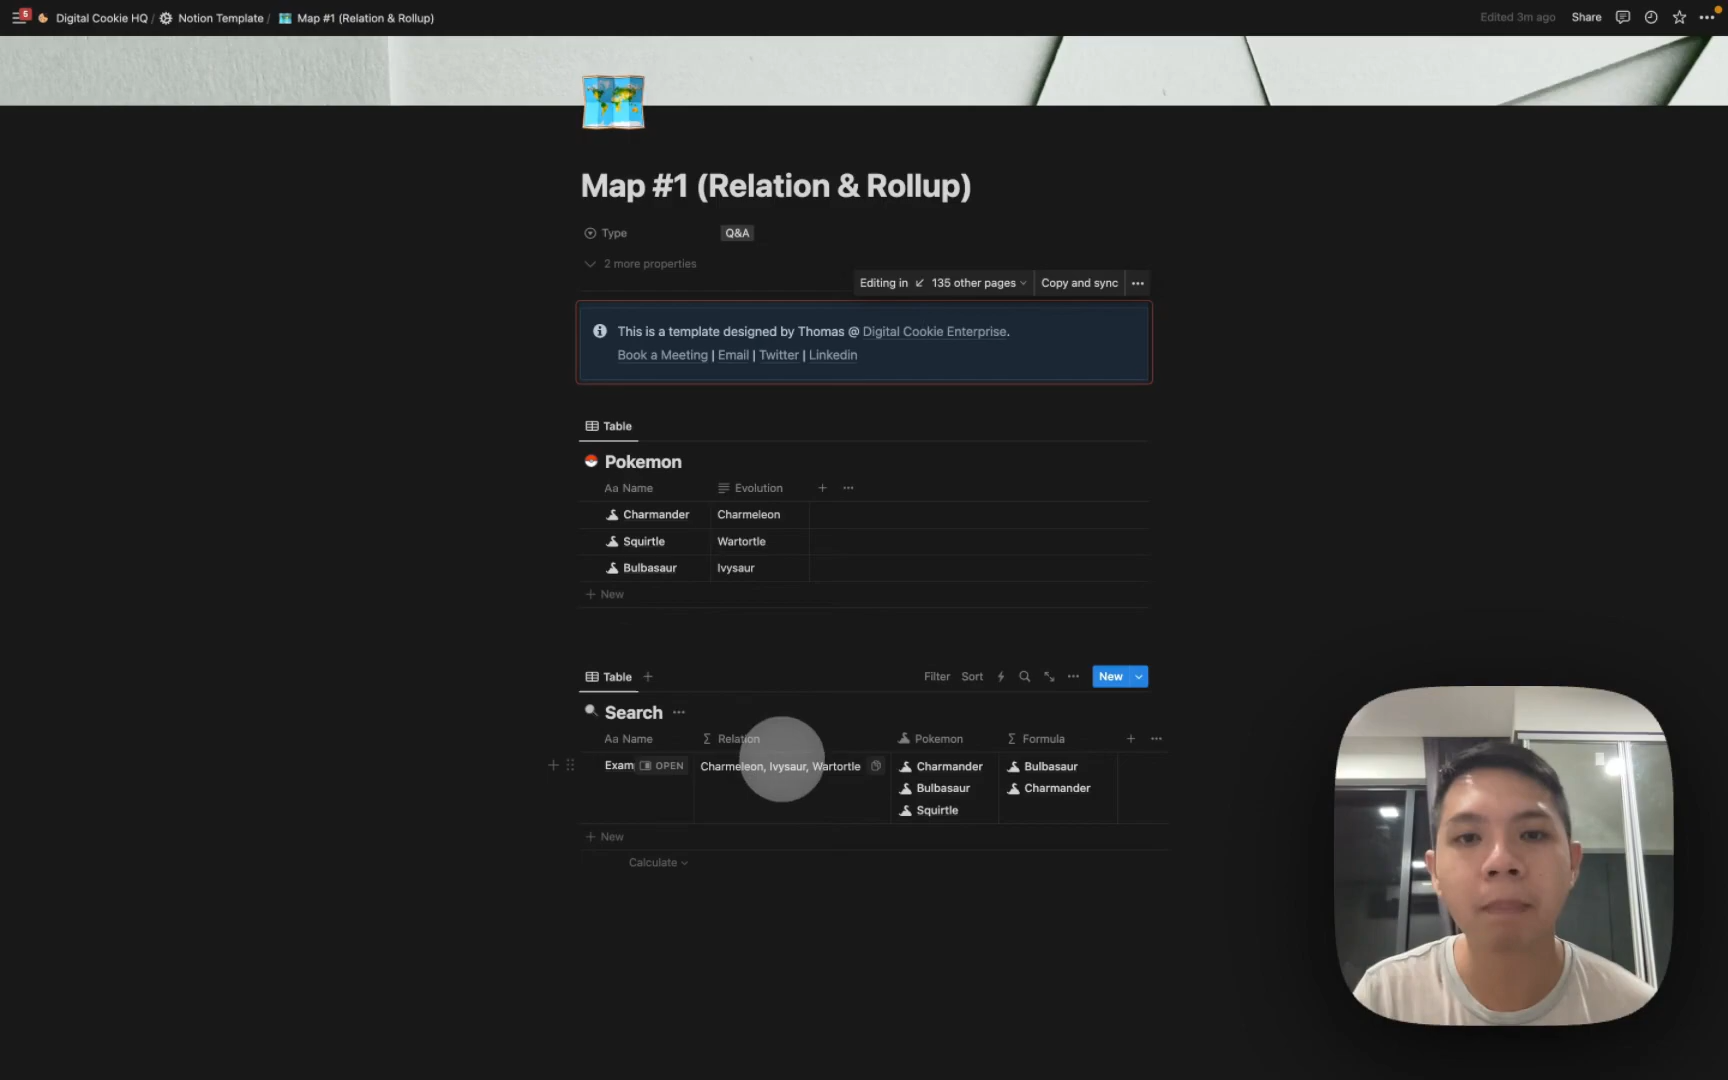 5 Digital Cookie HQ / Notion Template / Map #1 (Relation & Rollup) Edited 3m ago Share
Map #1 (Relation & Rollup)
Type Q&A
2 more properties
Editing in 135 other pages Copy and sync
This is a template designed by Thomas @ Digital Cookie Enterprise.
Book a Meeting | Email | Twitter | Linkedin
Table
Pokemon
Aa Name Evolution + ...
Charmander Charmeleon
Squirtle Wartortle
Bulbasaur Ivysaur
+ New
Table +
Filter Sort New
Search ...
Aa Name Σ Relation Pokemon Σ Formula + ...
Exam OPEN Charmeleon, Ivysaur, Wartortle Charmander Bulbasaur
Bulbasaur Charmander
Squirtle
+ New
Calculate